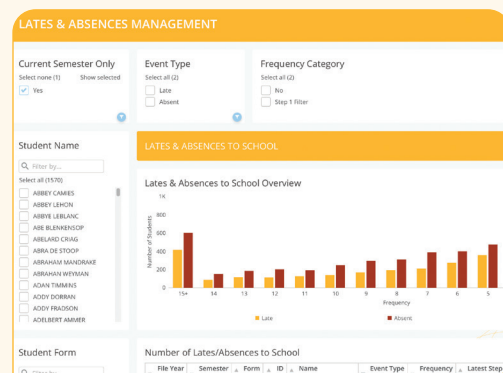 LATES & ABSENCES MANAGEMENT
Current Semester Only
Select none (1) Show selected
Yes
Event Type
Select all (2)
Late
Absent
Frequency Category
Select all (2)
No
Step 1 Filter
Student Name
Filter by...
Select all (1570)
ABBEY CAMIES
ABBEY LEHON
ABBYE LEBLANC
ABE BLENKENSOP
ABELARD CRIAG
ABRA DE STOOP
ABRAHAM MANDRAKE
ABRAHAN WEYMAN
ADAN TIMMINS
ADDY DORRAN
ADDY FRADSON
ADELBERT AMMER
LATES & ABSENCES TO SCHOOL
Lates & Absences to School Overview
Number of Students
1K
800
600
400
200
0
15+ 14 13 12 11 10 9 8 7 6 5
Frequency
Late Absent
Student Form
Filter by...
Number of Lates/Absences to School
File Year Semester Form ID Name Event Type Frequency Latest Step